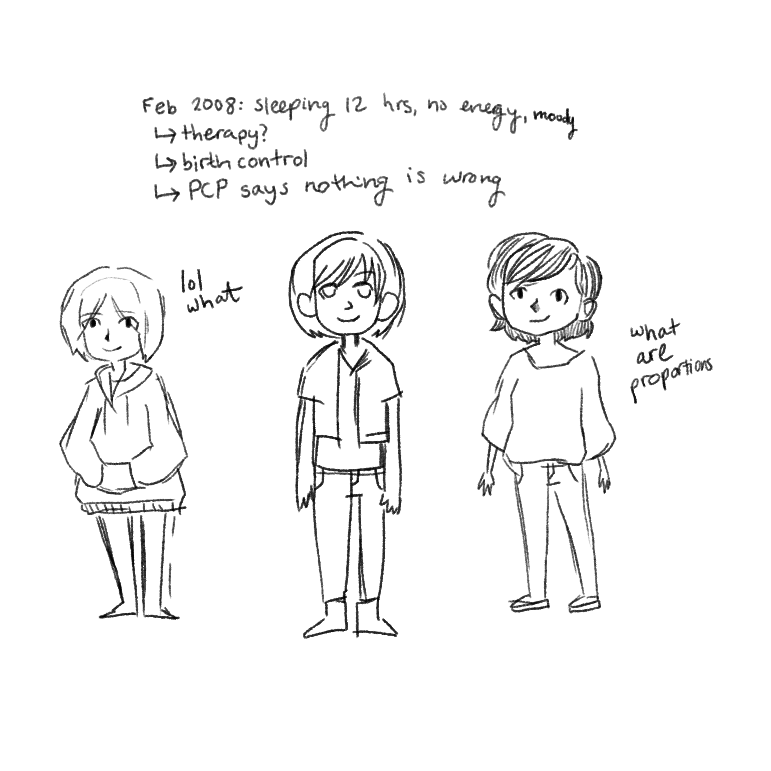 Feb 2008: sleeping 12 hrs, no energy, moody
↳ therapy?
↳ birth control
↳ PCP says nothing is wrong
lol
what
what
are
proportions